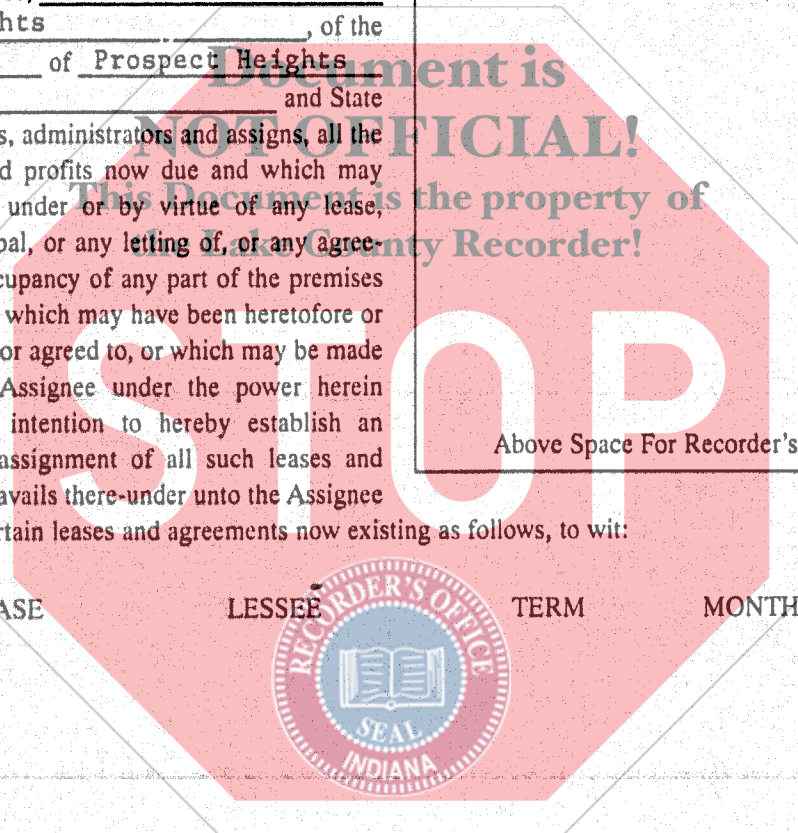 hts , of the
of Prospect Heights
and State
s, administrators and assigns, all the
d profits now due and which may
under or by virtue of any lease,
bal, or any letting of, or any agree-
cupancy of any part of the premises
which may have been heretofore or
or agreed to, or which may be made
Assignee under the power herein
intention to hereby establish an
assignment of all such leases and
avails there-under unto the Assignee
rtain leases and agreements now existing as follows, to wit:
Above Space For Recorder's
ASE LESSEE TERM MONTH
Document is
NOT OFFICIAL!
This Document is the property of
the Lake County Recorder!
STOP
RECORDER'S OFFICE
SEAL
INDIANA